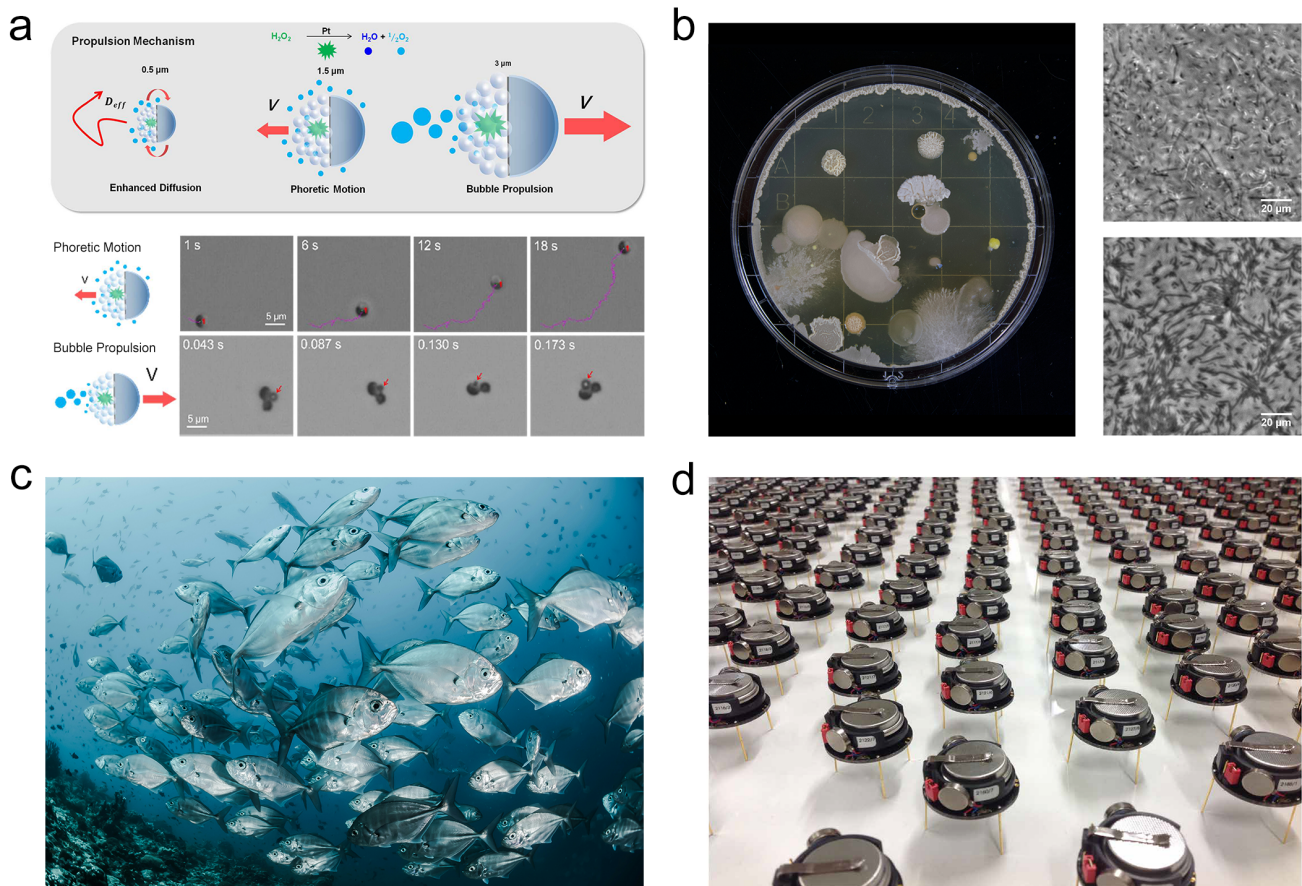 a
Propulsion Mechanism
H₂O₂
Pt
H₂O + ¹/₂O₂
0.5 µm
1.5 µm
3 µm
D_eff
V
V
Enhanced Diffusion
Phoretic Motion
Bubble Propulsion
Phoretic Motion
V
1 s
6 s
12 s
18 s
5 µm
Bubble Propulsion
V
0.043 s
0.087 s
0.130 s
0.173 s
5 µm
b
1 2 3 4
A
B
20 µm
20 µm
c
d